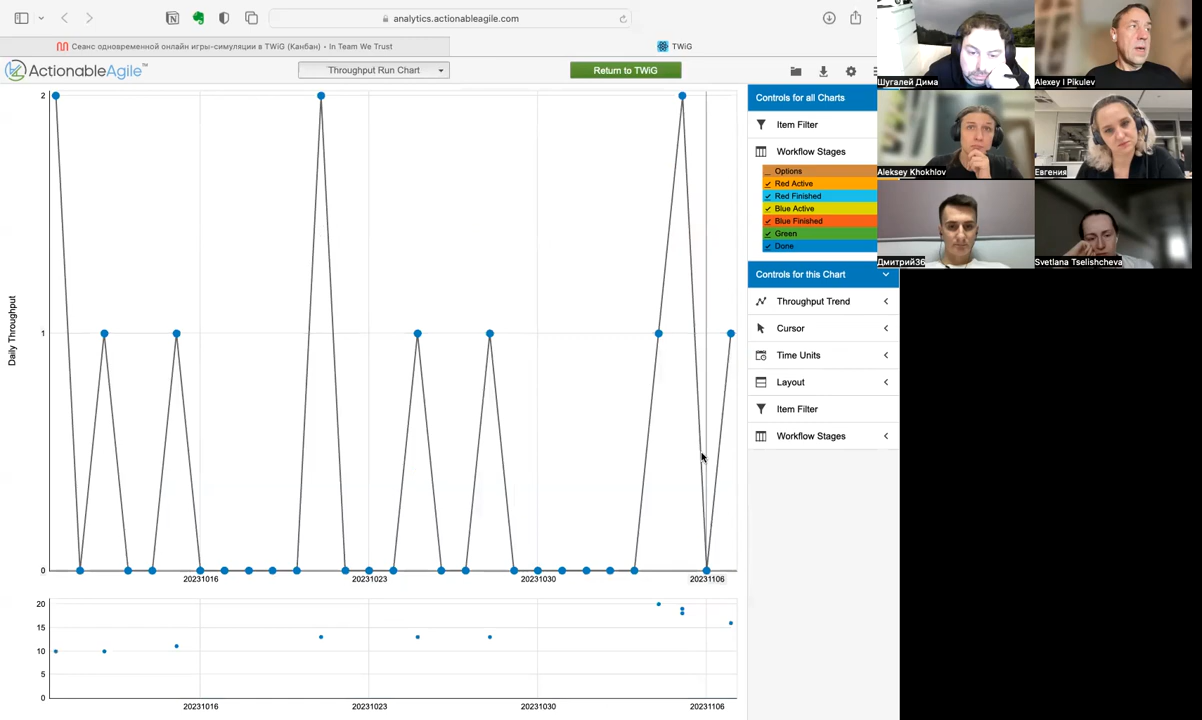 analytics.actionableagile.com
Сеанс одновременной онлайн игры-симуляции в TWiG (Канбан) • In Team We Trust
TWiG
ActionableAgile™
Throughput Run Chart
Return to TWiG
Controls for all Charts
Item Filter
Workflow Stages
Options
Red Active
Red Finished
Blue Active
Blue Finished
Green
Done
Controls for this Chart
Throughput Trend
Cursor
Time Units
Layout
Item Filter
Workflow Stages
Daily Throughput
2
1
0
20231016
20231023
20231030
20231106
20
15
10
5
0
20231016
20231023
20231030
20231106
Шугалей Дима
Alexey I Pikulev
Aleksey Khokhlov
Евгения
Дмитрий36
Svetlana Tselishcheva